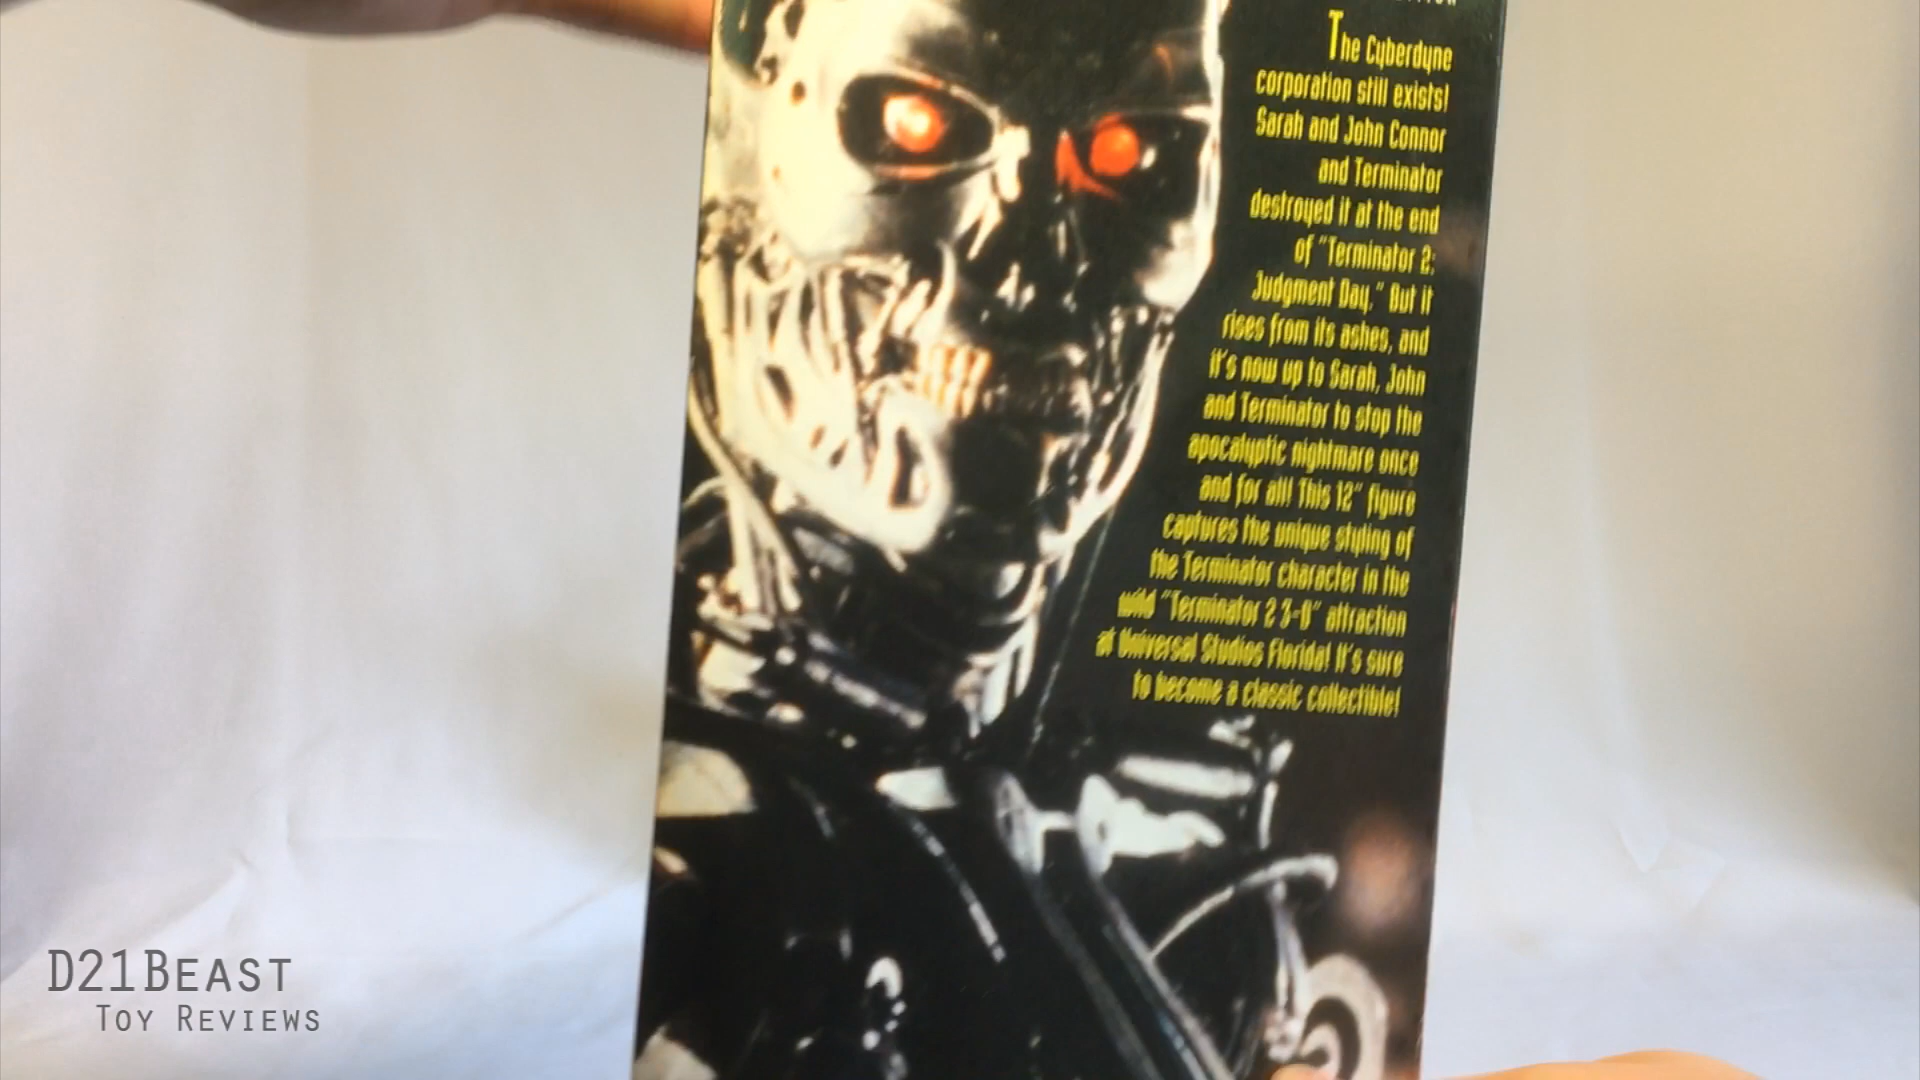 The Cyberdyne
corporation still exists!
Sarah and John Connor
and Terminator
destroyed it at the end
of "Terminator 2:
Judgment Day." But it
rises from its ashes, and
it's now up to Sarah, John
and Terminator to stop the
apocalyptic nightmare once
and for all! This 12" figure
captures the unique styling of
the Terminator character in the
wild "Terminator 2 3-D" attraction
at Universal Studios Florida! It's sure
to become a classic collectible!
D21BEAST
TOY REVIEWS